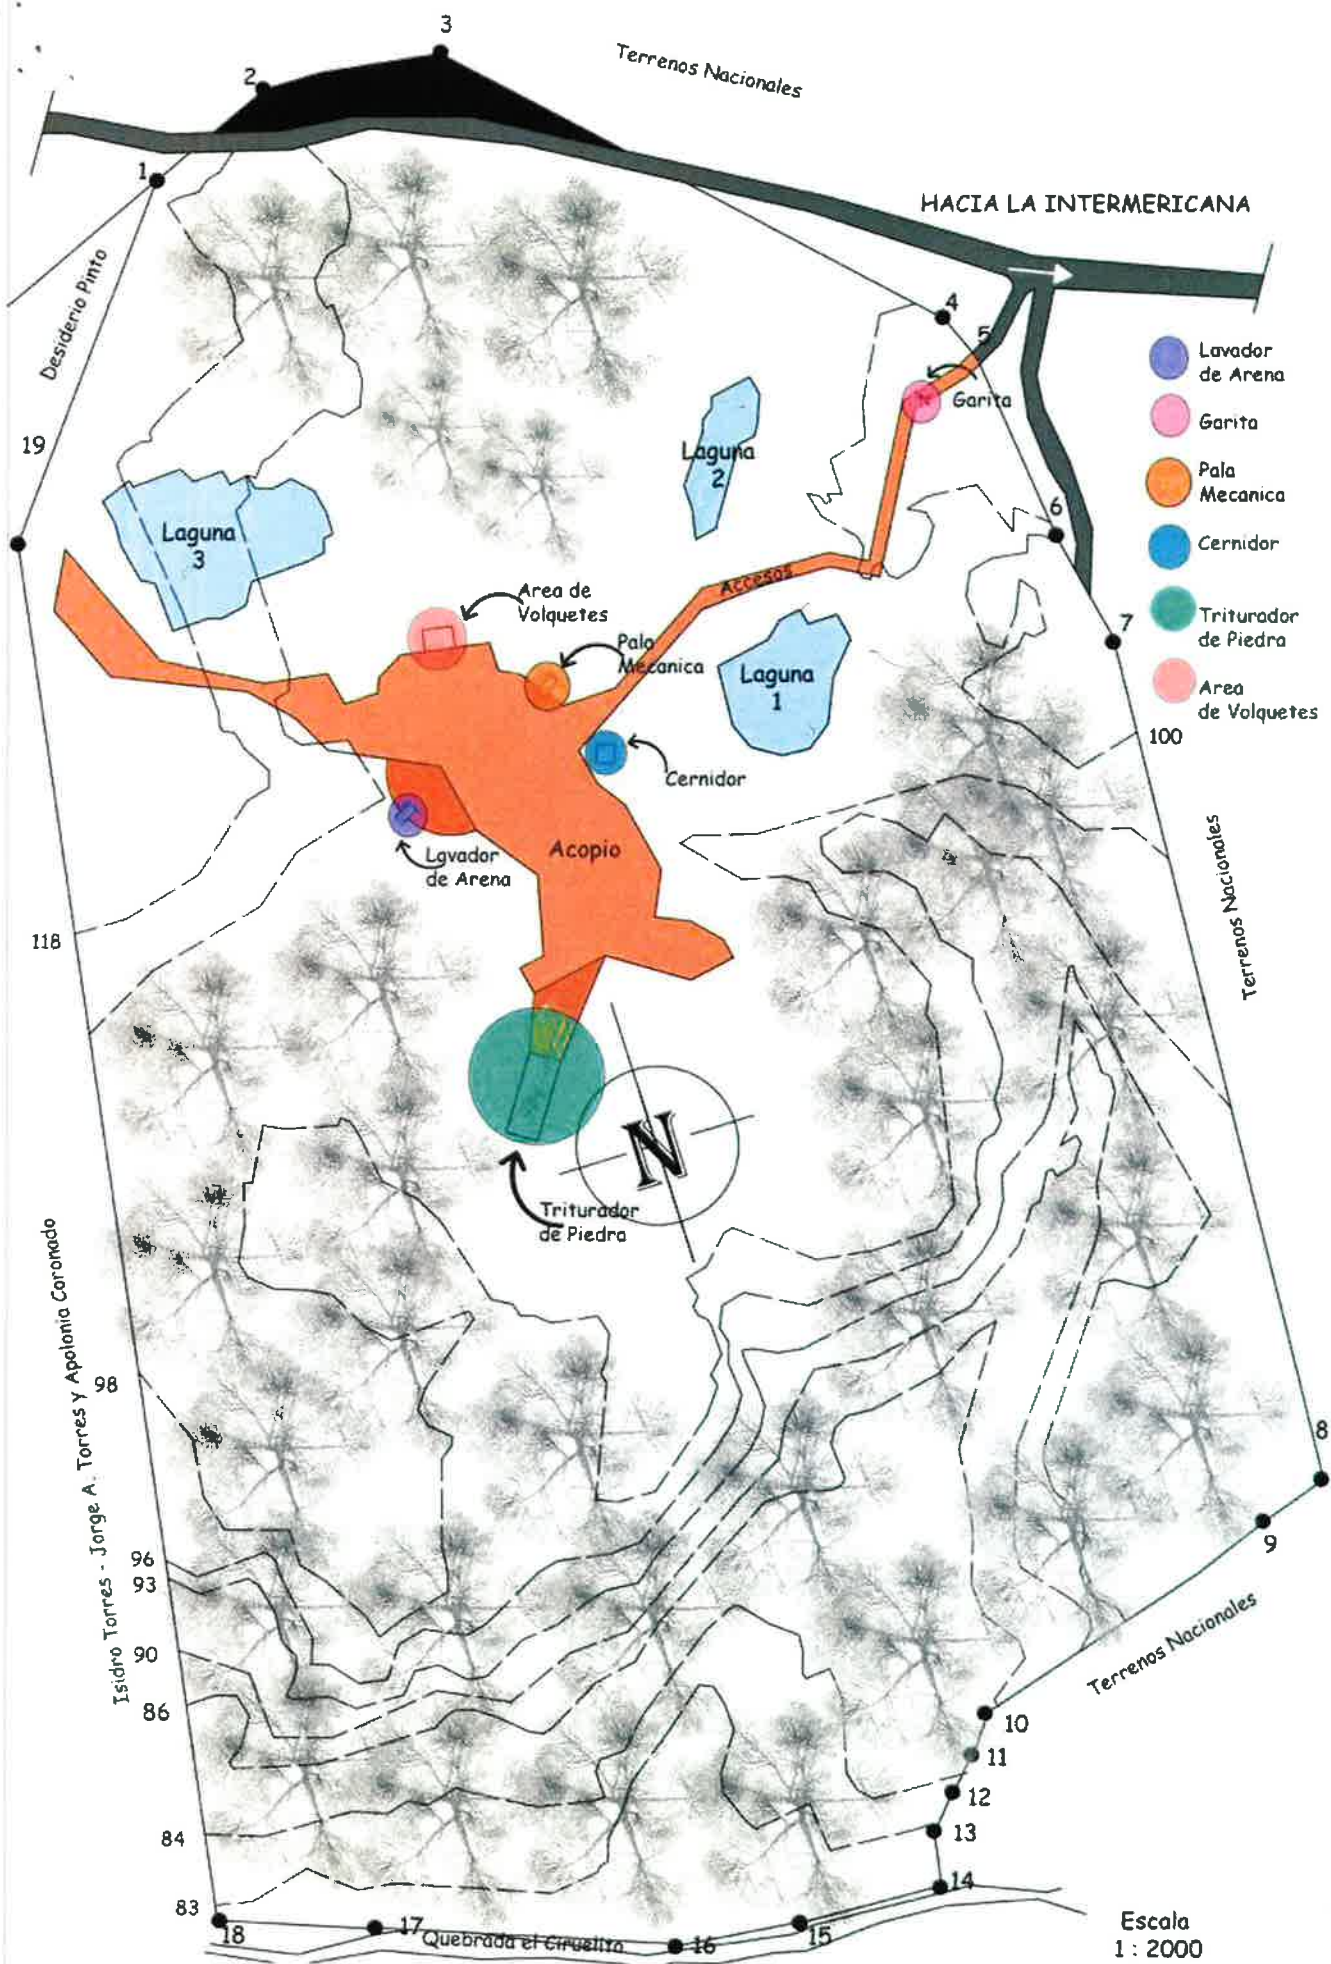 3
Terrenos Nacionales
2
1
HACIA LA INTERMERICANA
Desiderio Pinto
4
5
Garita
Lavador
de Arena
Garita
Pala
Mecanica
Cernidor
Triturador
de Piedra
Area
de Volquetes
19
Laguna
2
Laguna
3
6
Accesos
Area de
Volquetes
Pala
Mecanica
7
Laguna
1
100
Cernidor
Acopio
Lavador
de Arena
Terrenos Nacionales
118
N
Triturador
de Piedra
Isidro Torres - Jorge A. Torres y Apolonia Coronado
98
8
9
96
93
90
86
Terrenos Nacionales
10
11
12
13
84
14
83
18
17
Quebrada el Ciruelito
16
15
Escala
1 : 2000